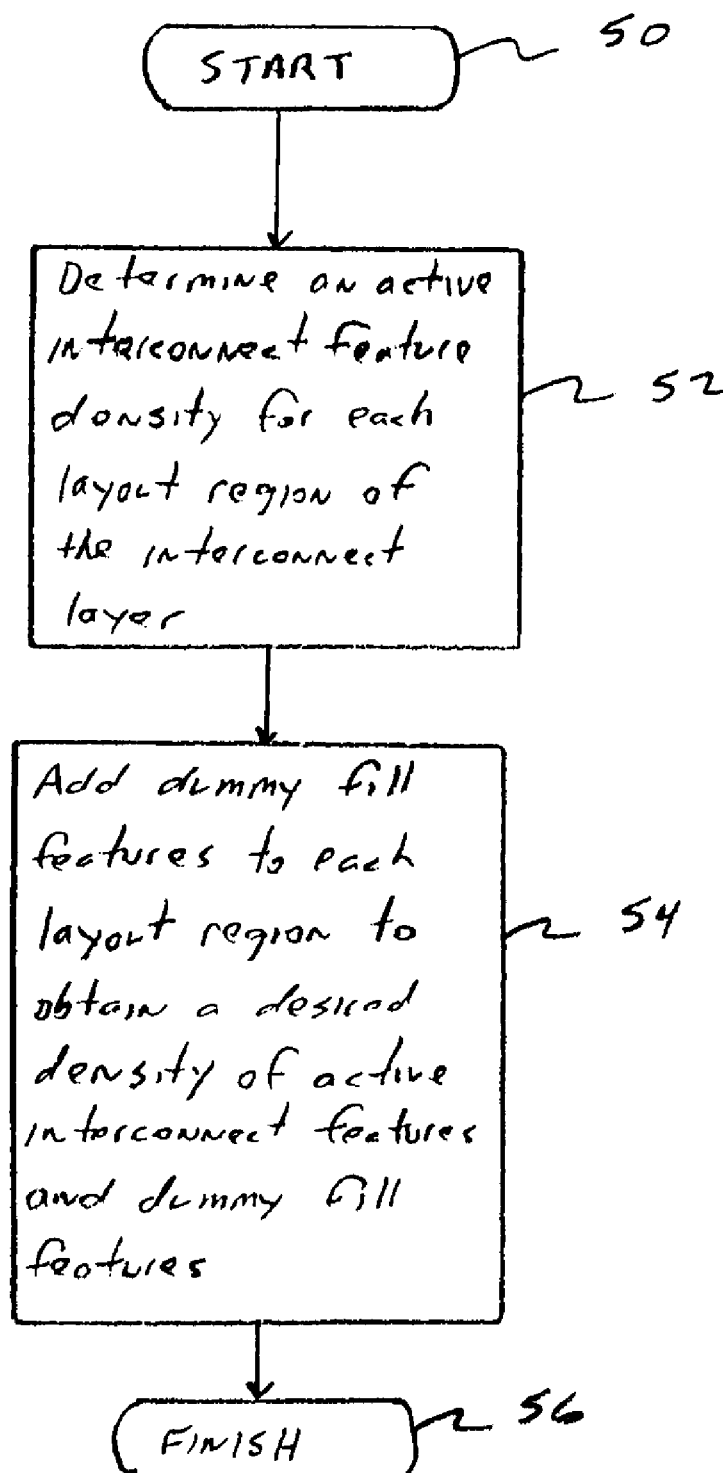 START
50
Determine an active
interconnect feature
density for each
layout region of
the interconnect
layer
52
Add dummy fill
features to each
layout region to
obtain a desired
density of active
interconnect features
and dummy fill
features
54
FINISH
56